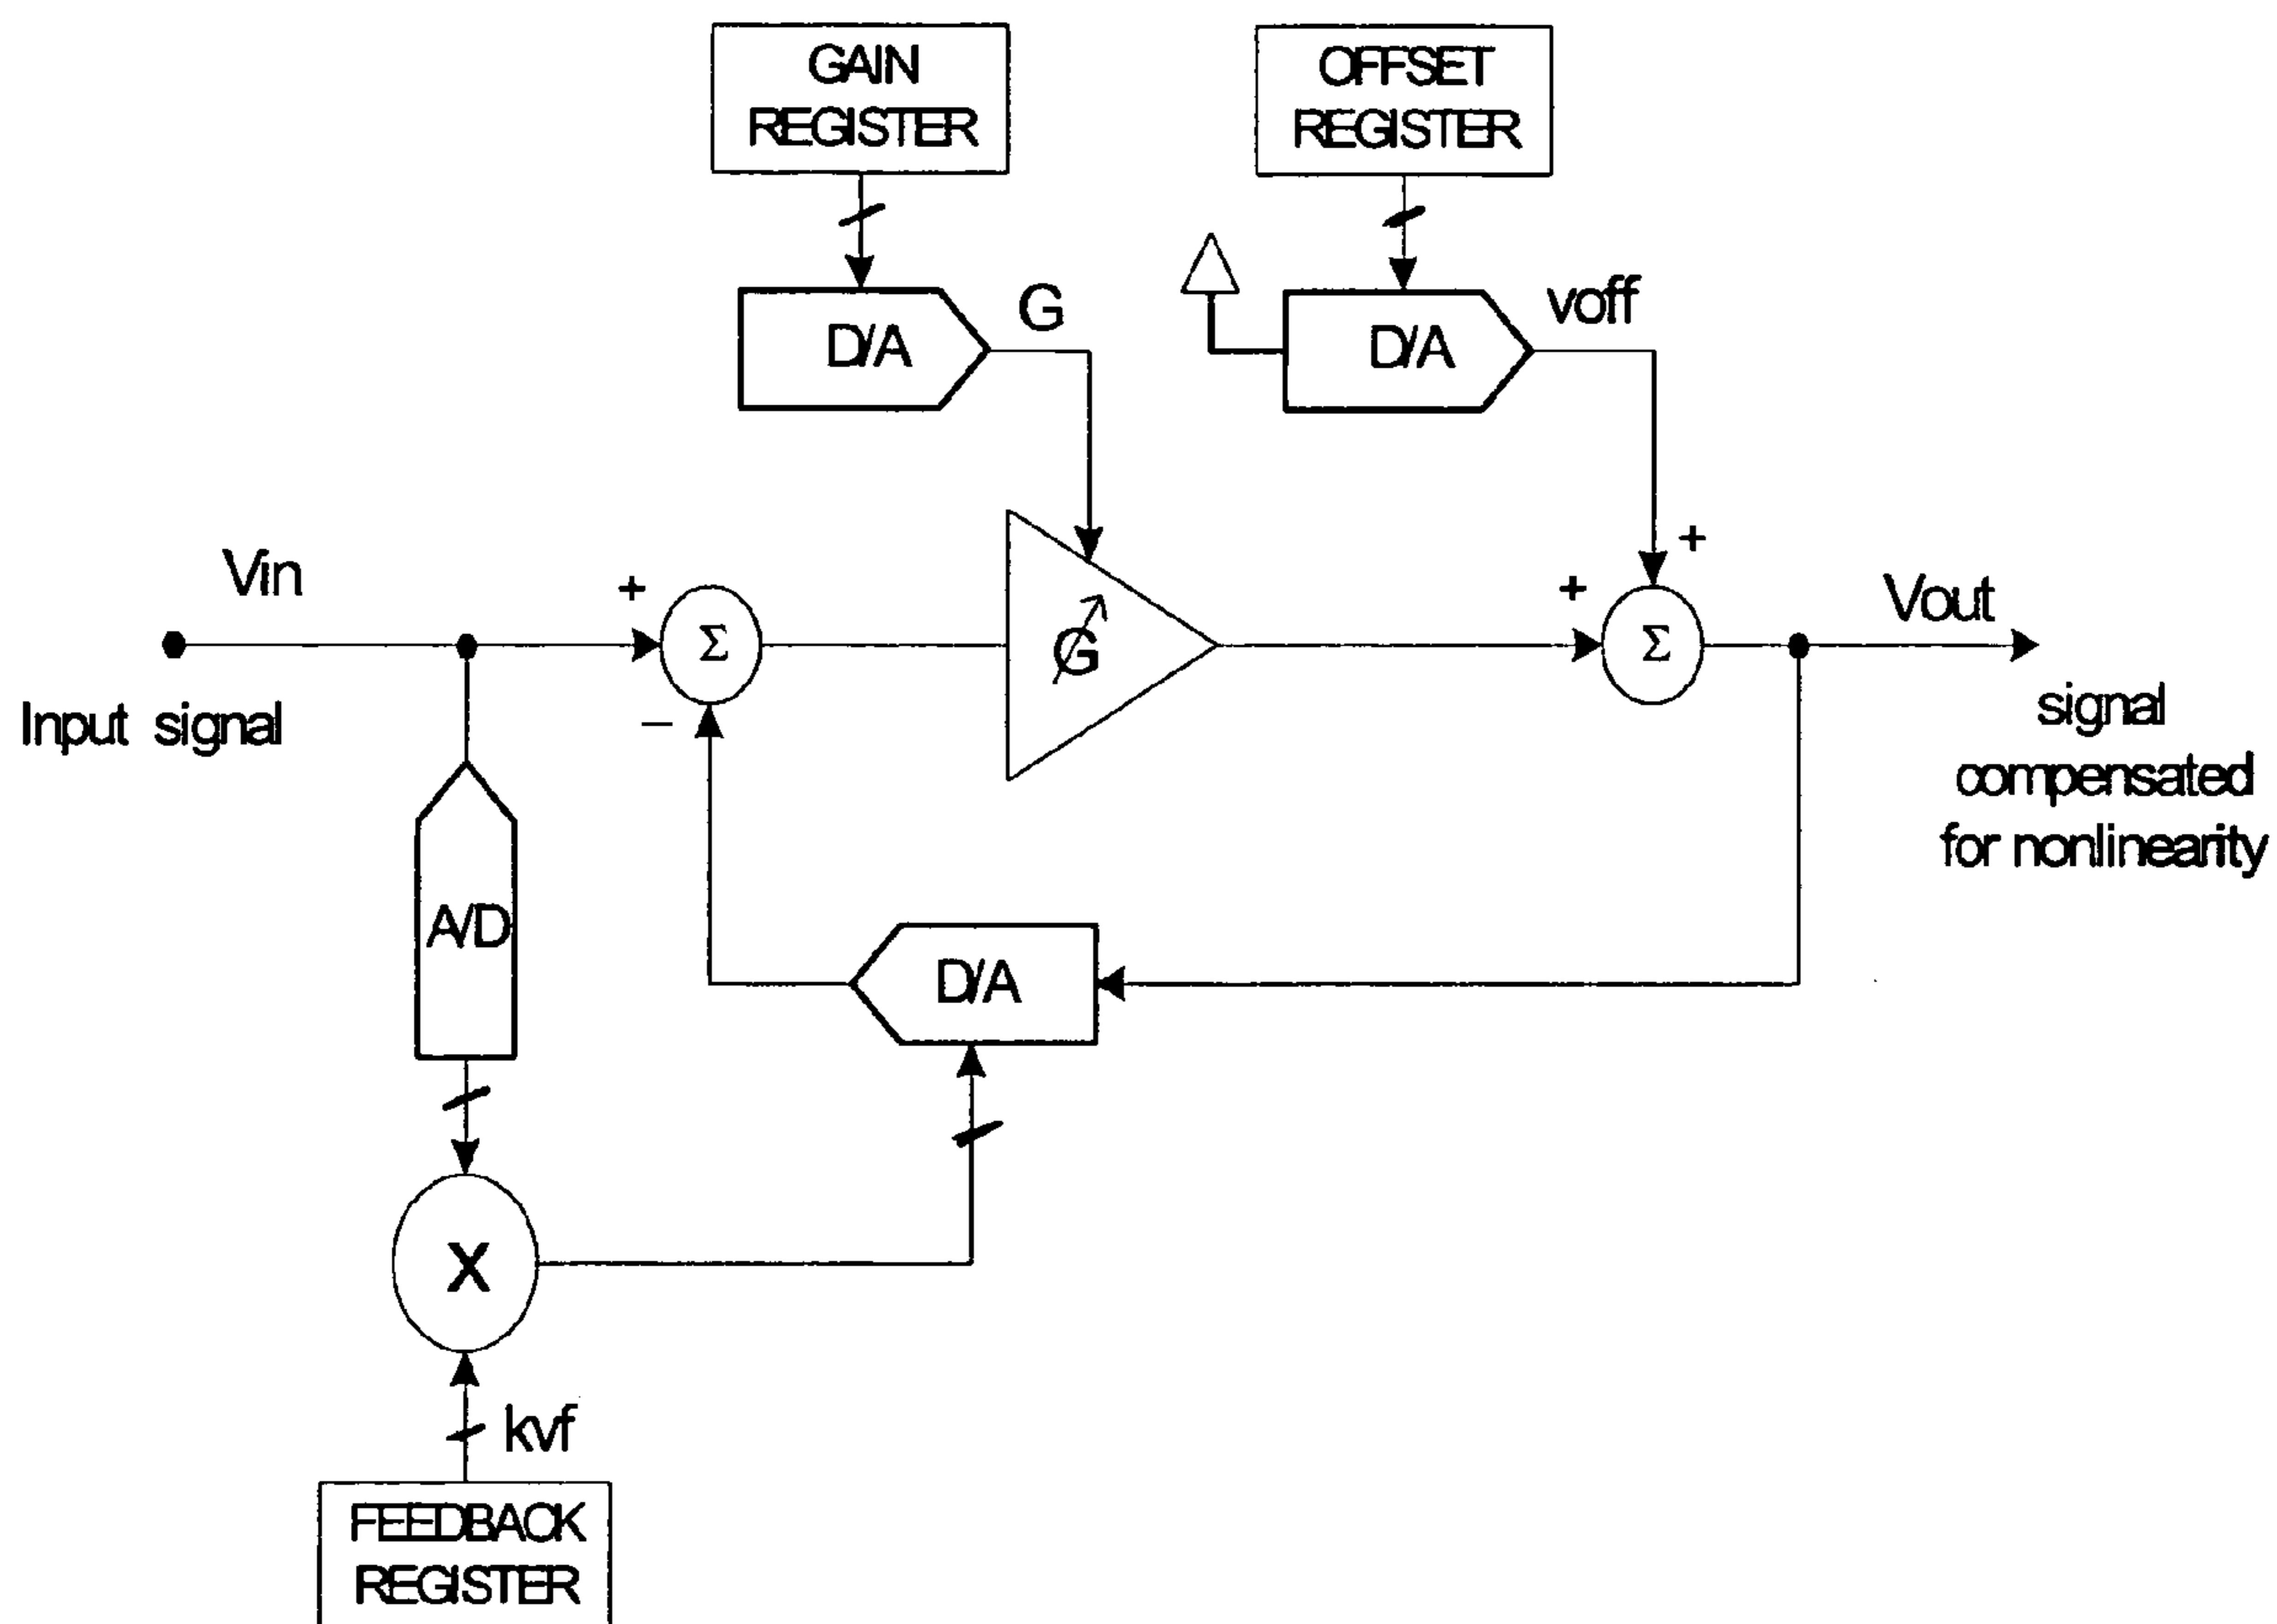 GAIN
REGISTER
OFFSET
REGISTER
D/A
G
D/A
voff
Vin
+
Σ
–
G
+
+
Σ
Vout
Input signal
signal
compensated
for nonlinearity
A/D
D/A
X
kvf
FEEDBACK
REGISTER